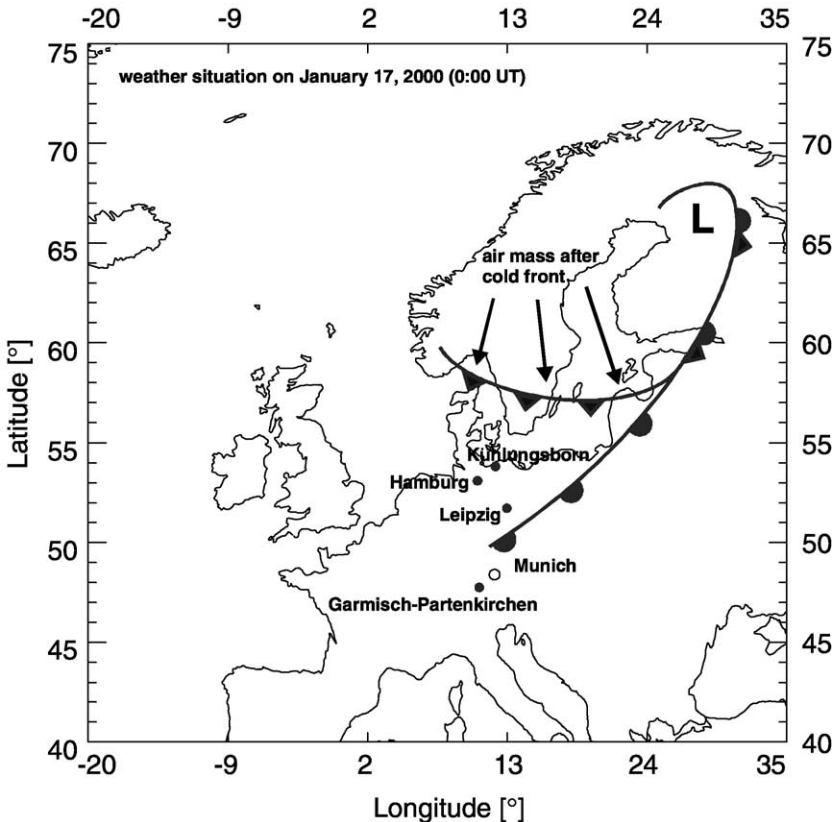 -20 -9 2 13 24 35
75 75
weather situation on January 17, 2000 (0:00 UT)
70 70
L
65 65
air mass after
cold front
60 60
Latitude [°]
55 55
Kühlungsborn
Hamburg
Leipzig
50 50
Munich
Garmisch-Partenkirchen
45 45
40 40
-20 -9 2 13 24 35
Longitude [°]